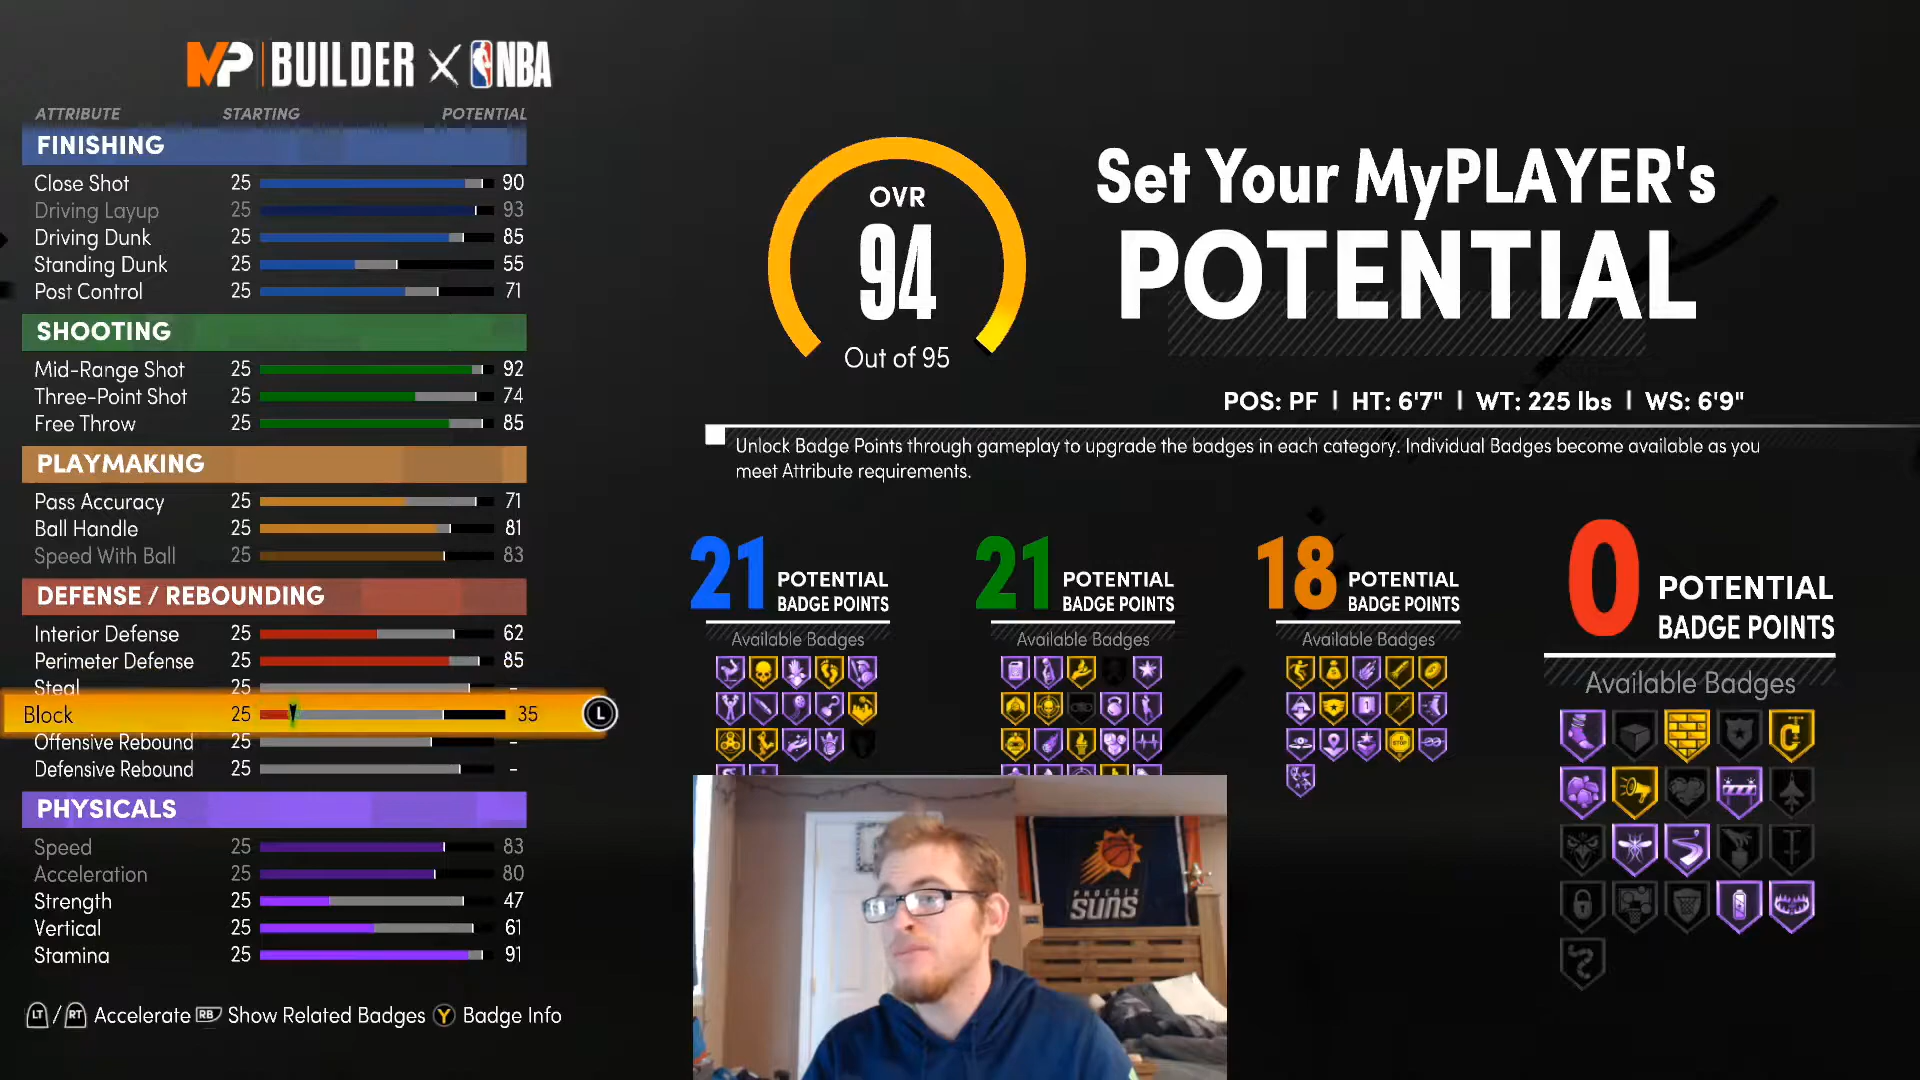 MP BUILDER X NBA
ATTRIBUTE STARTING POTENTIAL
FINISHING
Close Shot 25 90
Driving Layup 25 93
Driving Dunk 25 85
Standing Dunk 25 55
Post Control 25 71
SHOOTING
Mid-Range Shot 25 92
Three-Point Shot 25 74
Free Throw 25 85
PLAYMAKING
Pass Accuracy 25 71
Ball Handle 25 81
Speed With Ball 25 83
DEFENSE / REBOUNDING
Interior Defense 25 62
Perimeter Defense 25 85
Steal 25 -
Block 25 35 L
Offensive Rebound 25 -
Defensive Rebound 25 -
PHYSICALS
Speed 25 83
Acceleration 25 80
Strength 25 47
Vertical 25 61
Stamina 25 91
LT / RT Accelerate RB Show Related Badges Y Badge Info
OVR
94
Out of 95
Set Your MyPLAYER's
POTENTIAL
POS: PF | HT: 6'7" | WT: 225 lbs | WS: 6'9"
Unlock Badge Points through gameplay to upgrade the badges in each category. Individual Badges become available as you
meet Attribute requirements.
21 POTENTIAL
BADGE POINTS
Available Badges
21 POTENTIAL
BADGE POINTS
Available Badges
18 POTENTIAL
BADGE POINTS
Available Badges
0 POTENTIAL
BADGE POINTS
Available Badges
PHOENIX
SUNS